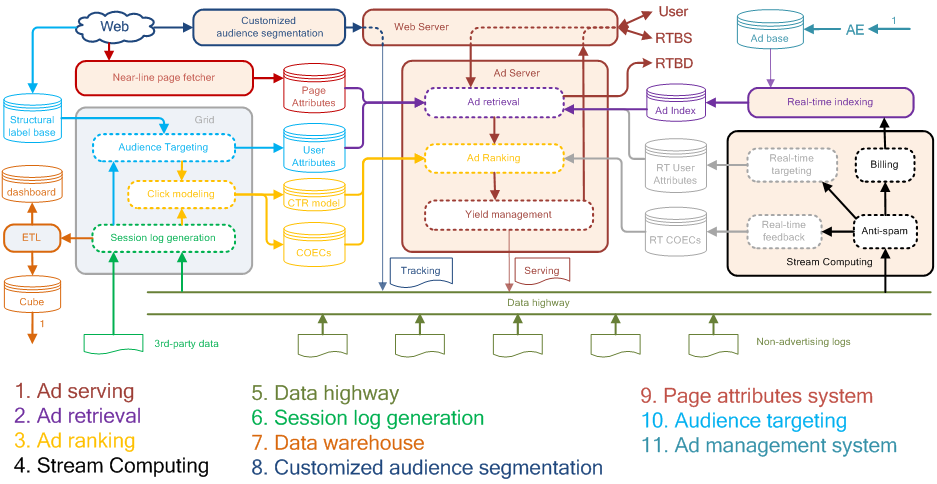 Web
Customized
audience segmentation
Web Server
User
RTBS
RTBD
Ad base
AE
1
Near-line page fetcher
Page
Attributes
Ad Server
Ad retrieval
Ad Index
Real-time indexing
Structural
label base
Grid
Audience Targeting
User
Attributes
Ad Ranking
RT User
Attributes
Real-time
targeting
Billing
dashboard
Click modeling
CTR model
Yield management
ETL
Session log generation
COECs
RT COECs
Real-time
feedback
Anti-spam
Stream Computing
Cube
1
Tracking
Serving
Data highway
3rd-party data
Non-advertising logs
1. Ad serving
2. Ad retrieval
3. Ad ranking
4. Stream Computing
5. Data highway
6. Session log generation
7. Data warehouse
8. Customized audience segmentation
9. Page attributes system
10. Audience targeting
11. Ad management system